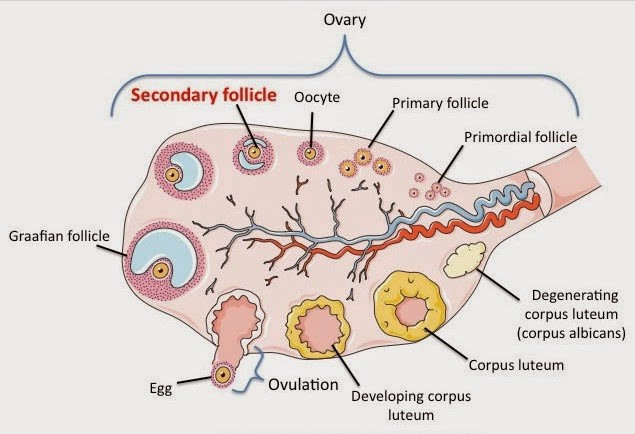 Ovary
Secondary follicle
Oocyte
Primary follicle
Primordial follicle
Graafian follicle
Degenerating
corpus luteum
(corpus albicans)
Corpus luteum
Egg
Ovulation
Developing corpus
luteum